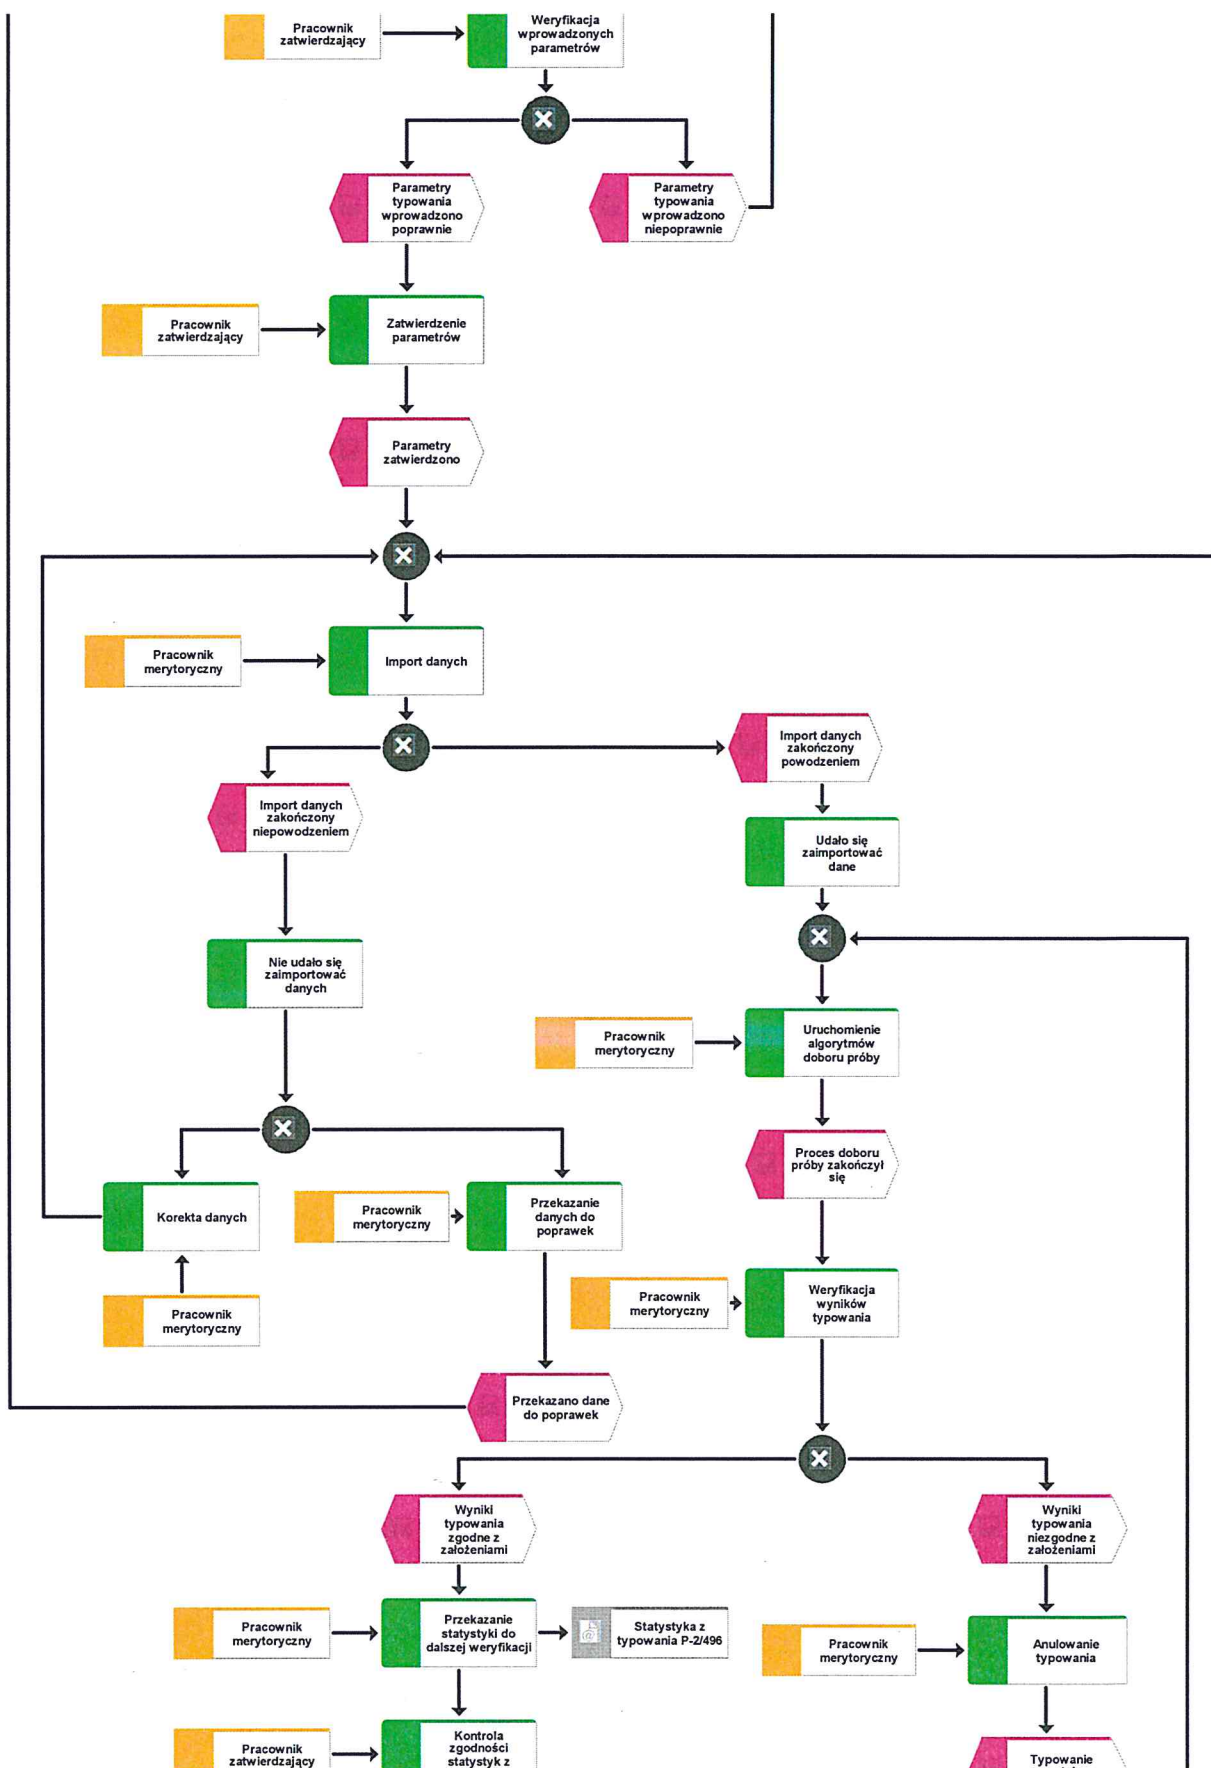 Pracownik
zatwierdzający
Weryfikacja
wprowadzonych
parametrów
Parametry
typowania
wprowadzono
poprawnie
Parametry
typowania
wprowadzono
niepoprawnie
Pracownik
zatwierdzający
Zatwierdzenie
parametrów
Parametry
zatwierdzono
Pracownik
merytoryczny
Import danych
Import danych
zakończony
powodzeniem
Import danych
zakończony
niepowodzeniem
Udało się
zaimportować
dane
Nie udało się
zaimportować
danych
Pracownik
merytoryczny
Uruchomienie
algorytmów
doboru próby
Proces doboru
próby zakończył
się
Korekta danych
Pracownik
merytoryczny
Przekazanie
danych do
poprawek
Pracownik
merytoryczny
Pracownik
merytoryczny
Weryfikacja
wyników
typowania
Przekazano dane
do poprawek
Wyniki
typowania
zgodne z
założeniami
Wyniki
typowania
niezgodne z
założeniami
Pracownik
merytoryczny
Przekazanie
statystyki do
dalszej weryfikacji
Statystyka z
typowania P-2/496
Pracownik
merytoryczny
Anulowanie
typowania
Pracownik
zatwierdzający
Kontrola
zgodności
statystyk z
Typowanie